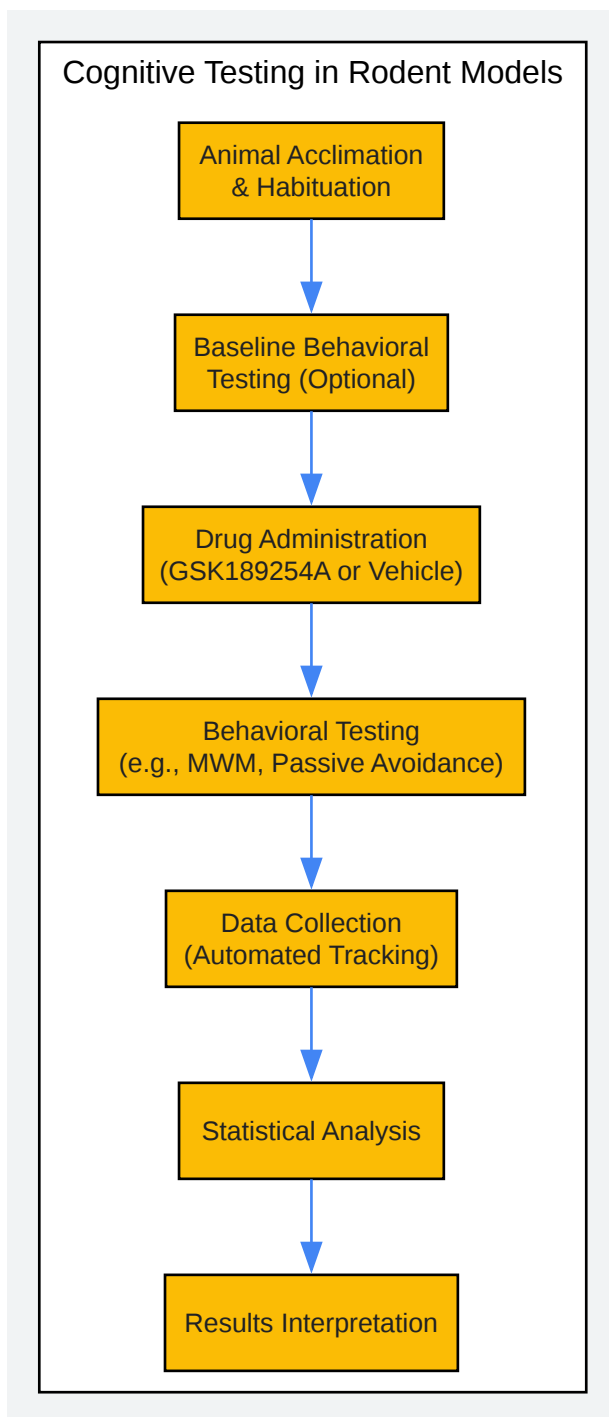 Cognitive Testing in Rodent Models
Animal Acclimation
& Habituation
Baseline Behavioral
Testing (Optional)
Drug Administration
(GSK189254A or Vehicle)
Behavioral Testing
(e.g., MWM, Passive Avoidance)
Data Collection
(Automated Tracking)
Statistical Analysis
Results Interpretation